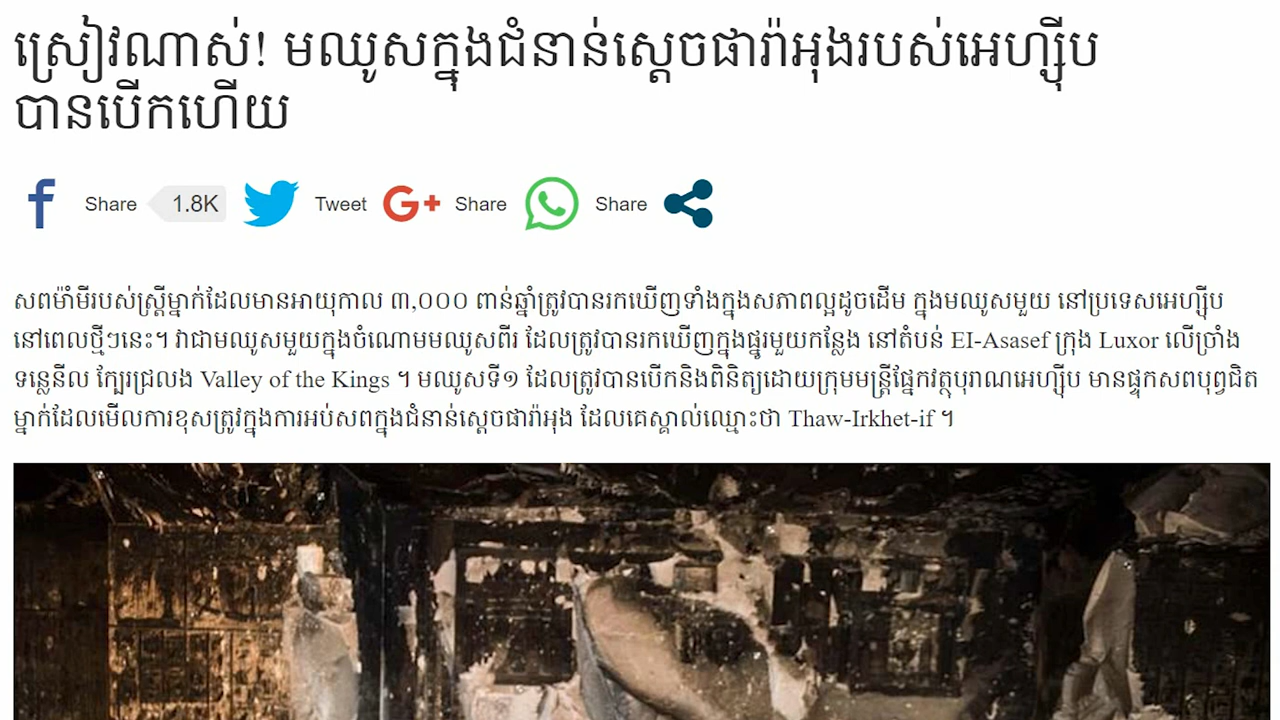 ស្រៀវណាស់! មឈូសក្នុងជំនាន់ស្ដេចផារ៉ាអុងរបស់អេហ្ស៊ីប
បានបើកហើយ
Share 1.8K Tweet Share Share
សពម៉ាំមីរបស់ស្ត្រីម្នាក់ដែលមានអាយុកាល ៣,០០០ ពាន់ឆ្នាំត្រូវបានរកឃើញទាំងក្នុងសភាពល្អដូចដើម ក្នុងមឈូសមួយ នៅប្រទេសអេហ្ស៊ីប
នៅពេលថ្មីៗនេះ។ វាជាមឈូសមួយក្នុងចំណោមមឈូសពីរ ដែលត្រូវបានរកឃើញក្នុងផ្នូរមួយកន្លែង នៅតំបន់ EI-Asasef ក្រុង Luxor លើច្រាំង
ទន្លេនីល ក្បែរជ្រលង Valley of the Kings ។ មឈូសទី១ ដែលត្រូវបានបើកនិងពិនិត្យដោយក្រុមមន្ត្រីផ្នែកវត្ថុបុរាណអេហ្ស៊ីប មានផ្ទុកសពបុព្វជិត
ម្នាក់ដែលមើលការខុសត្រូវក្នុងការអប់សពក្នុងជំនាន់ស្ដេចផារ៉ាអុង ដែលគេស្គាល់ឈ្មោះថា Thaw-Irkhet-if ។